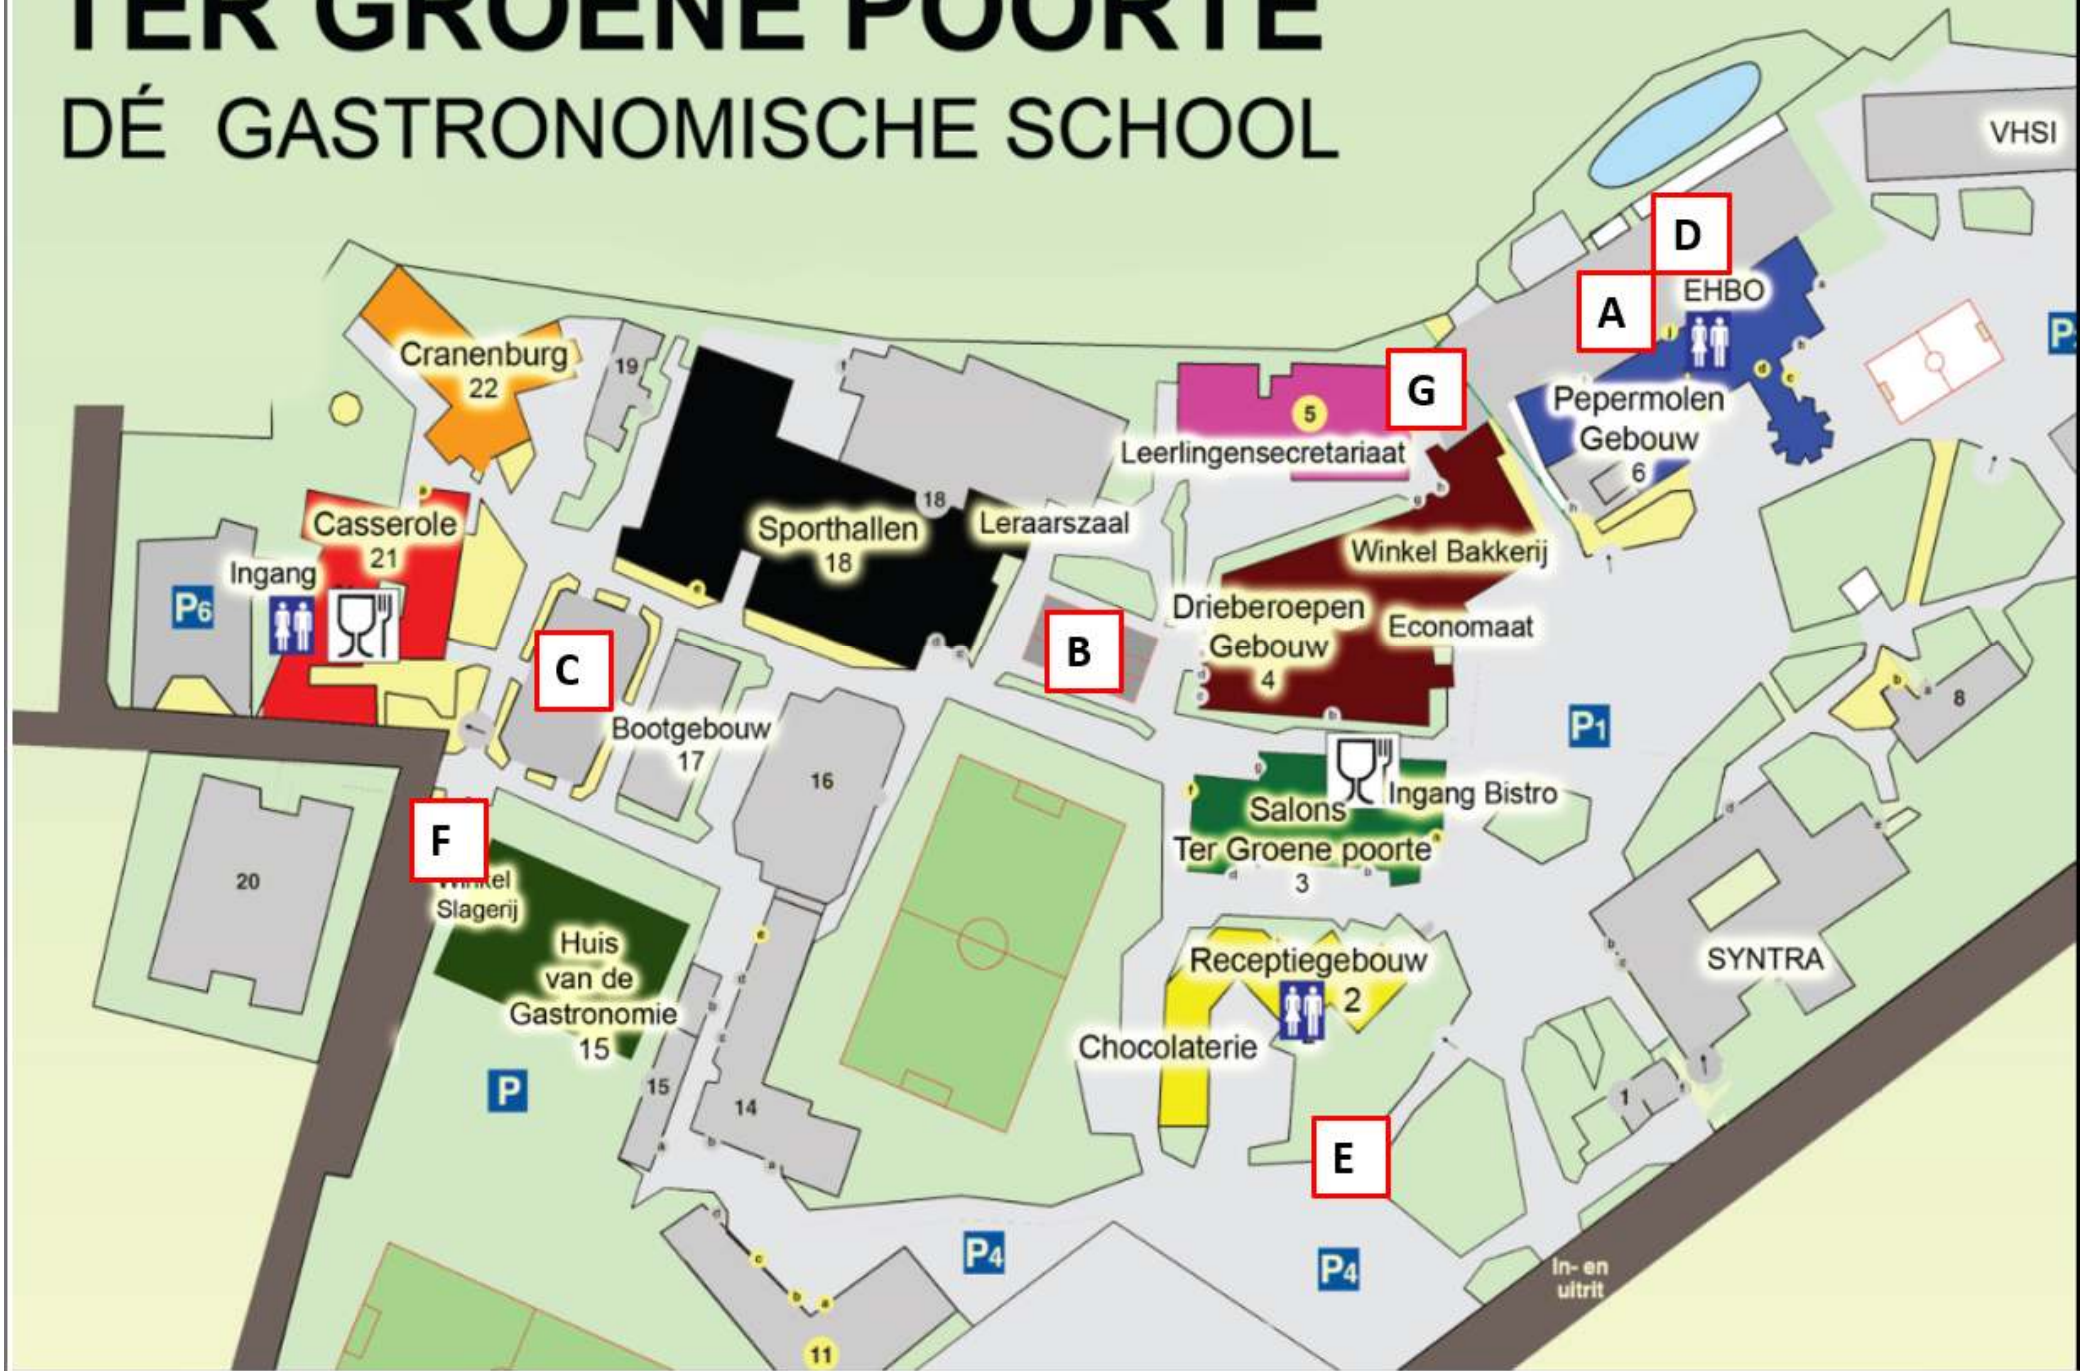 TER GROENE POORTE
DÉ GASTRONOMISCHE SCHOOL
VHSI
D
A
EHBO
j
a
h
d
c
P
Cranenburg
22
19
G
5
Leerlingensecretariaat
Pepermolen
Gebouw
6
h
Casserole
21
Ingang
P6
f
18
Sporthallen
18
Leraarszaal
e
d
c
Winkel Bakkerij
Drieberoepen
Gebouw
4
Economaat
B
C
Bootgebouw
17
16
P1
b
a
8
d
c
b
g
f
Salons
Ingang Bistro
Ter Groene poorte
3
a
d
b
d
e
F
Winkel
Slagerij
20
Huis
van de
Gastronomie
15
P
e
d
b
c
15
14
a
b
a
Receptiegebouw
2
Chocolaterie
SYNTRA
b
c
1
E
P4
P4
In- en
uitrit
d
c
b
a
11